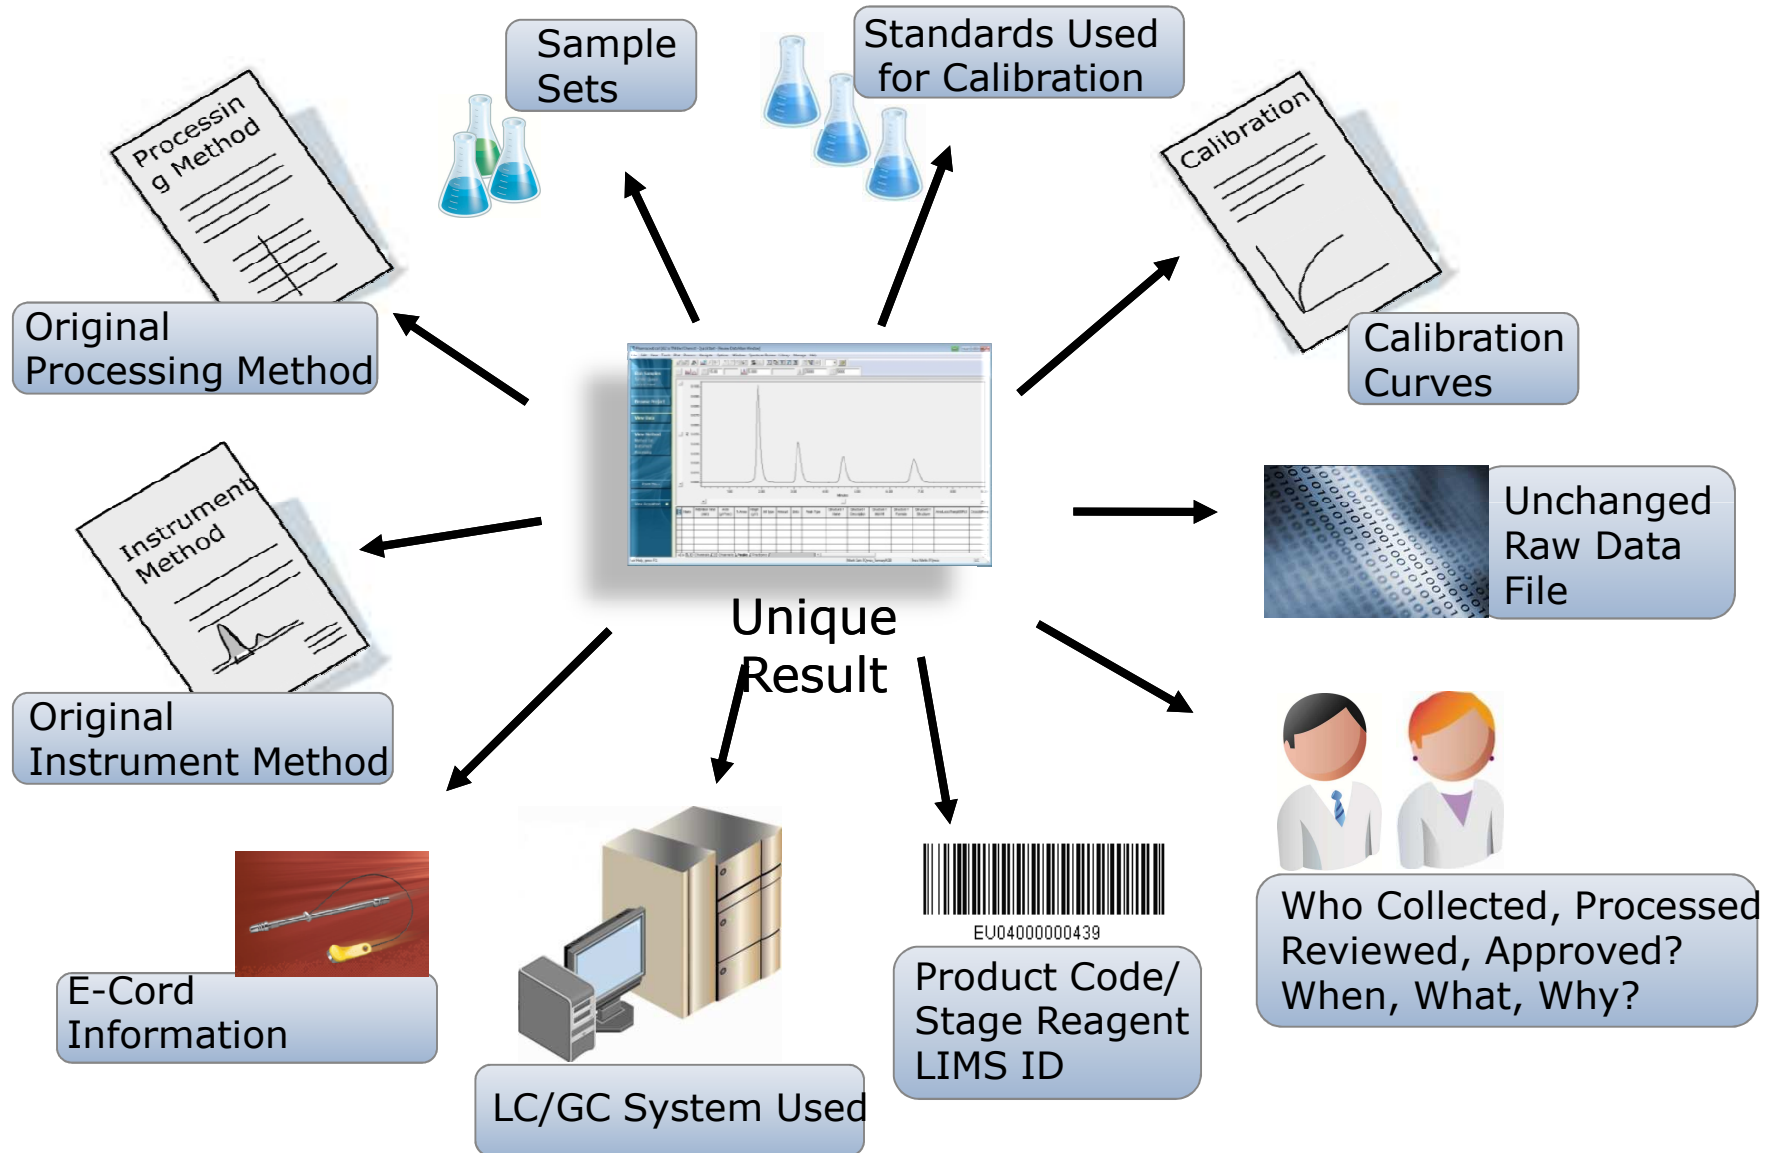 Sample
Sets
Standards Used
for Calibration
Processin
g Method
Calibration
Original
Processing Method
Calibration
Curves
Instrument
Method
Unchanged
Raw Data
File
Unique
Result
Original
Instrument Method
EU04000000439
Who Collected, Processed
Reviewed, Approved?
When, What, Why?
E-Cord
Information
Product Code/
Stage Reagent
LIMS ID
LC/GC System Used